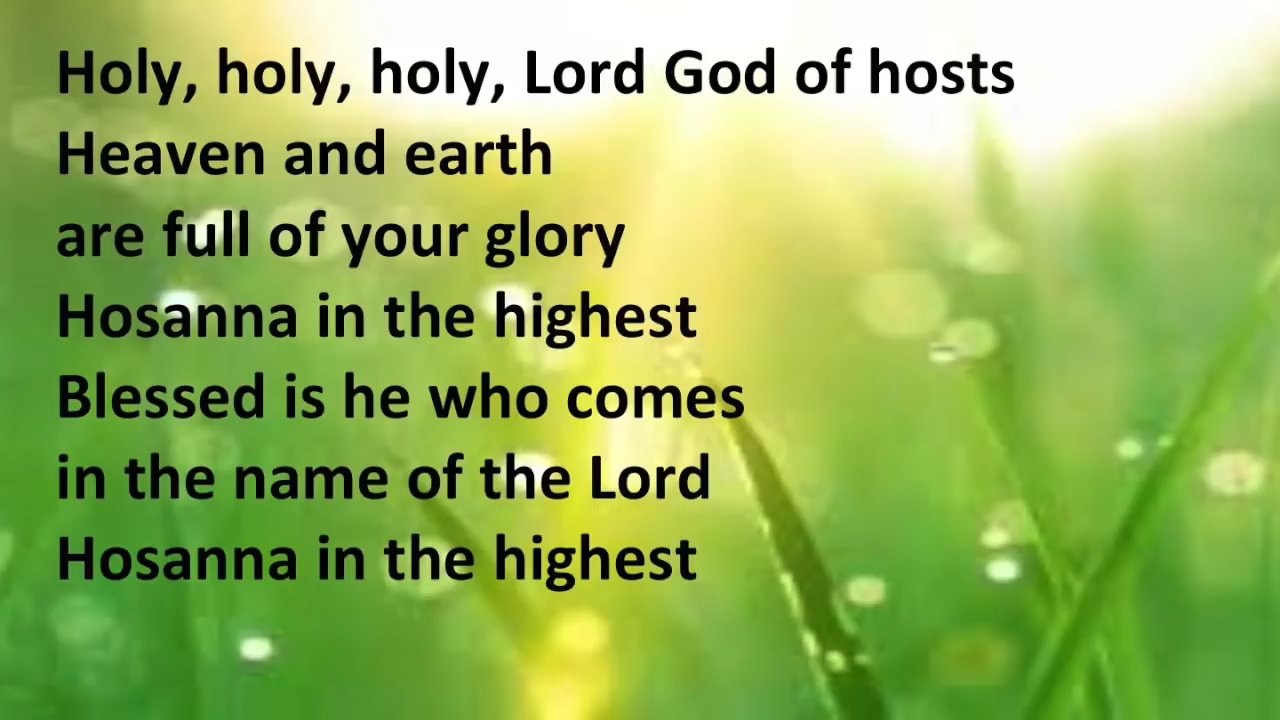 Holy, holy, holy, Lord God of hosts
Heaven and earth
are full of your glory
Hosanna in the highest
Blessed is he who comes
in the name of the Lord
Hosanna in the highest